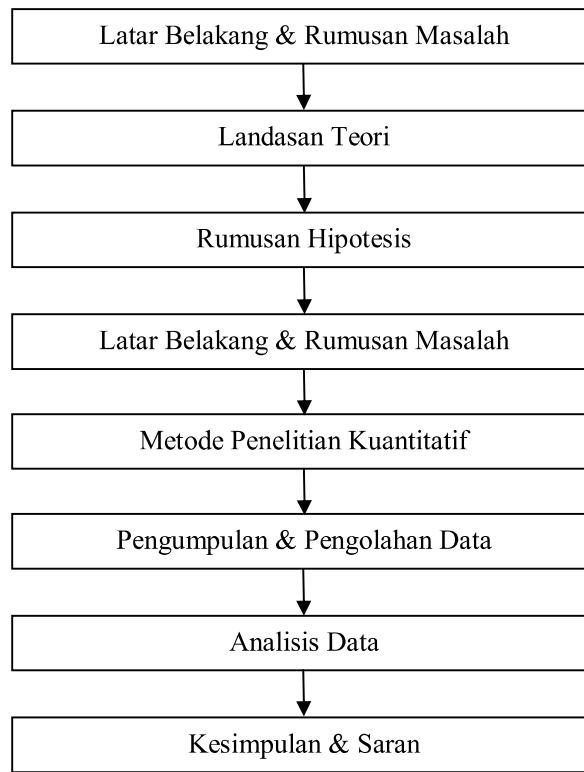 Latar Belakang & Rumusan Masalah
Landasan Teori
Rumusan Hipotesis
Latar Belakang & Rumusan Masalah
Metode Penelitian Kuantitatif
Pengumpulan & Pengolahan Data
Analisis Data
Kesimpulan & Saran